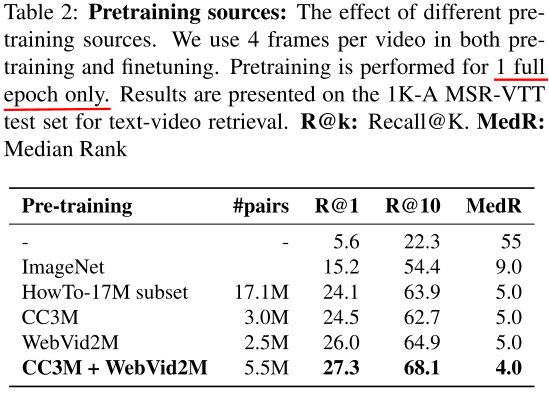 Table 2: Pretraining sources: The effect of different pre-
training sources. We use 4 frames per video in both pre-
training and finetuning. Pretraining is performed for 1 full
epoch only. Results are presented on the 1K-A MSR-VTT
test set for text-video retrieval. R@k: Recall@K. MedR:
Median Rank
Pre-training #pairs R@1 R@10 MedR
- - 5.6 22.3 55
ImageNet 15.2 54.4 9.0
HowTo-17M subset 17.1M 24.1 63.9 5.0
CC3M 3.0M 24.5 62.7 5.0
WebVid2M 2.5M 26.0 64.9 5.0
CC3M + WebVid2M 5.5M 27.3 68.1 4.0